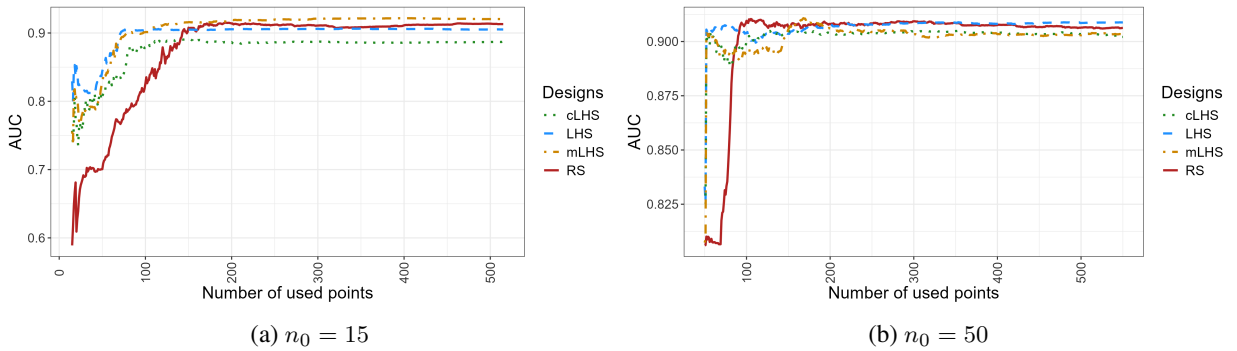 AUC
0.9
0.8
0.7
0.6
0
100
200
300
400
500
Number of used points
Designs
cLHS
LHS
mLHS
RS
(a) n₀ = 15
AUC
0.900
0.875
0.850
0.825
100
200
300
400
500
Number of used points
Designs
cLHS
LHS
mLHS
RS
(b) n₀ = 50